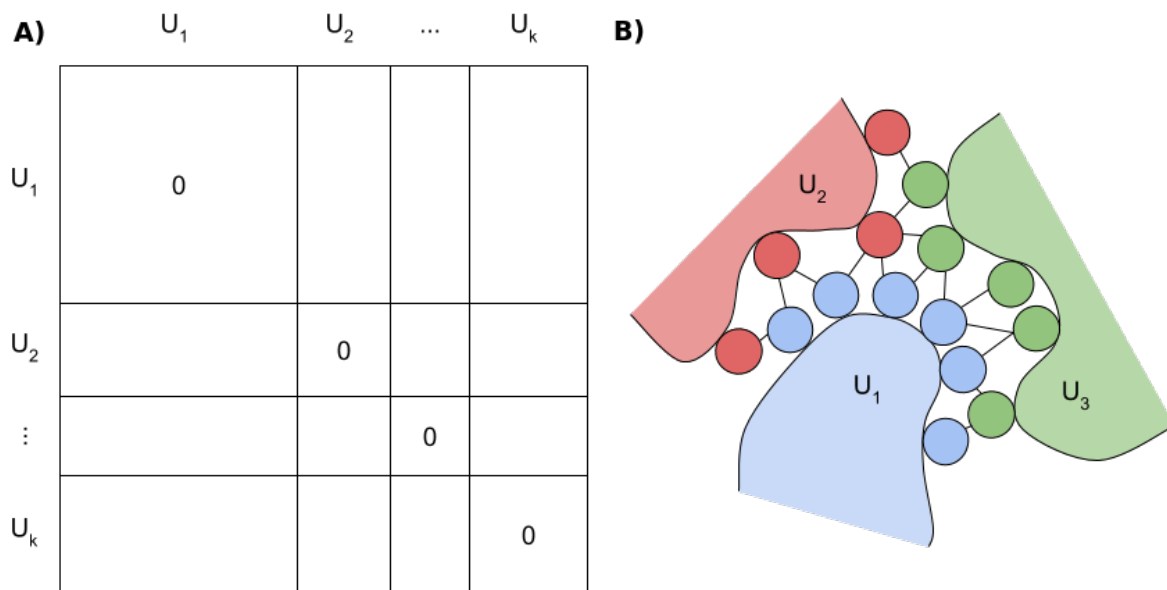 A)
U₁ U₂ ... Uₖ
U₁ 0
U₂ 0
⋮ 0
Uₖ 0
B)
U₂
U₁
U₃